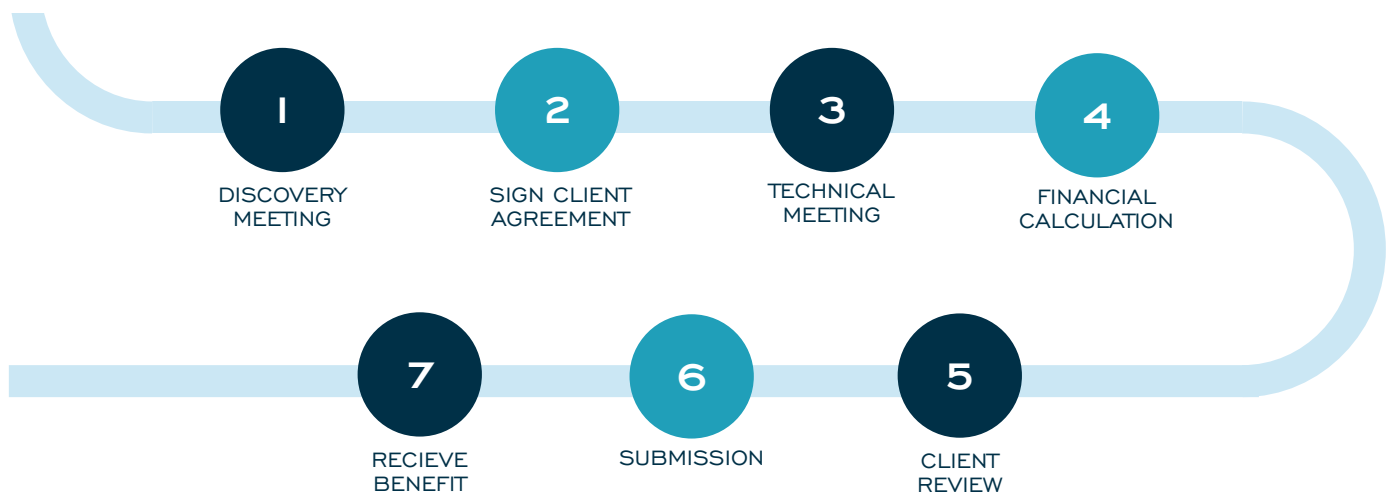 1
DISCOVERY
MEETING
2
SIGN CLIENT
AGREEMENT
3
TECHNICAL
MEETING
4
FINANCIAL
CALCULATION
5
CLIENT
REVIEW
6
SUBMISSION
7
RECIEVE
BENEFIT